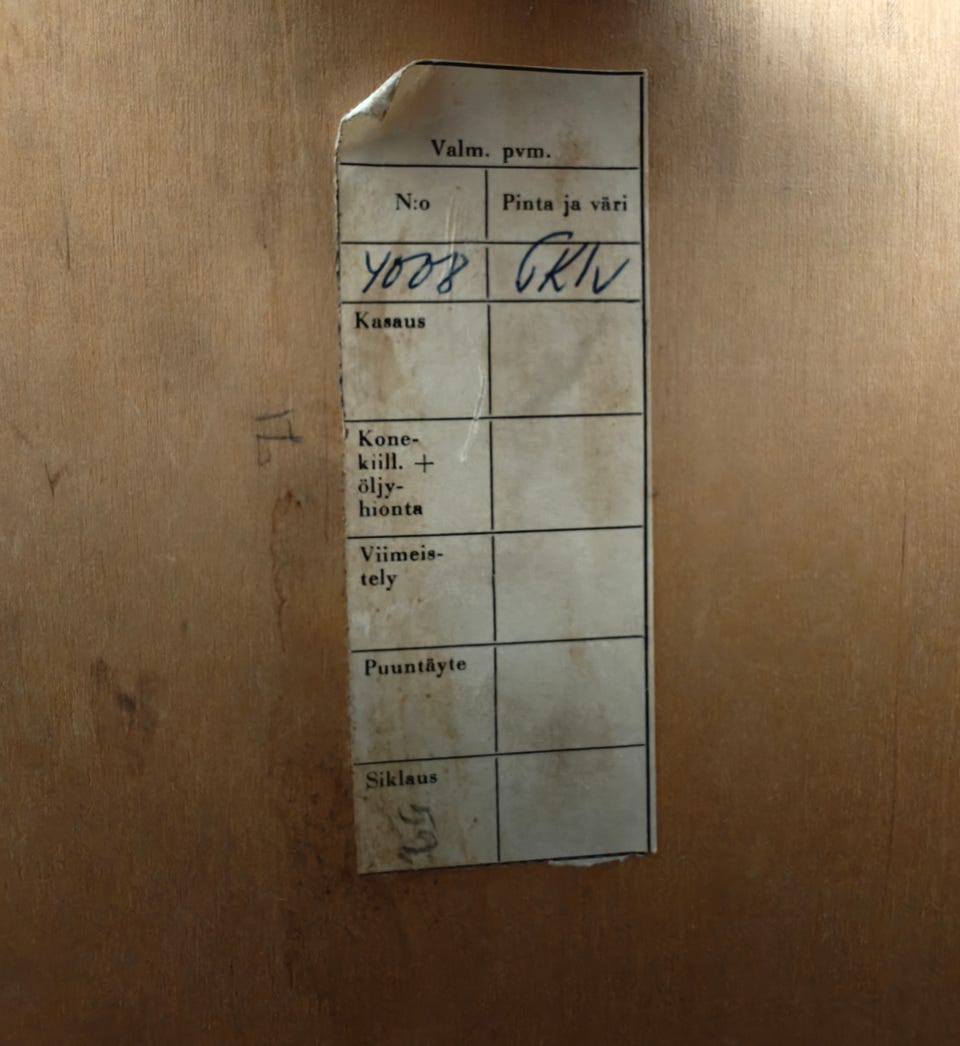 Valm. pvm.
N:o Pinta ja väri
4008
Kasaus
Kone-
kiill. +
öljy-
hionta
Viimeis-
tely
Puuntäyte
Siklaus